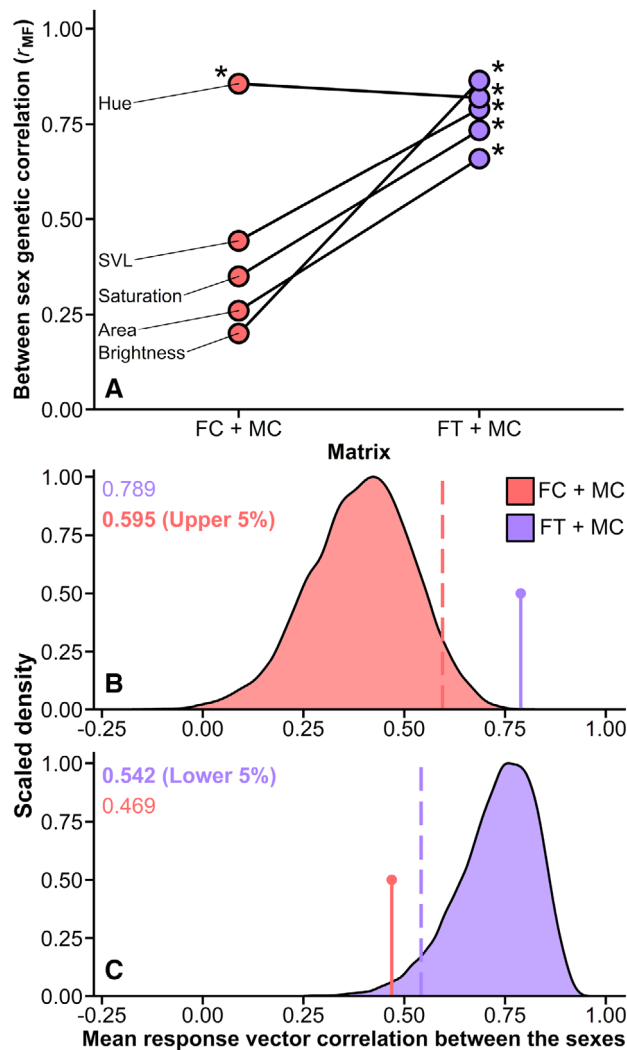 Between sex genetic correlation (rMF)
1.00
0.75
0.50
0.25
0.00
Hue
SVL
Saturation
Area
Brightness
*
*
*
*
*
*
A
FC + MC
FT + MC
Matrix
Scaled density
1.00
0.75
0.50
0.25
0.00
0.789
0.595 (Upper 5%)
FC + MC
FT + MC
B
-0.25
0.00
0.25
0.50
0.75
1.00
1.00
0.75
0.50
0.25
0.00
0.542 (Lower 5%)
0.469
C
-0.25
0.00
0.25
0.50
0.75
1.00
Mean response vector correlation between the sexes